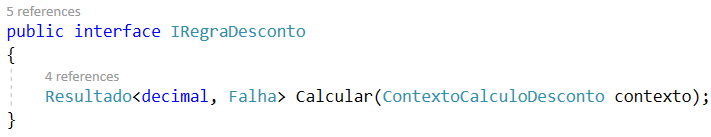 5 references
public interface IRegraDesconto
{
4 references
Resultado<decimal, Falha> Calcular(ContextoCalculoDesconto contexto);
}